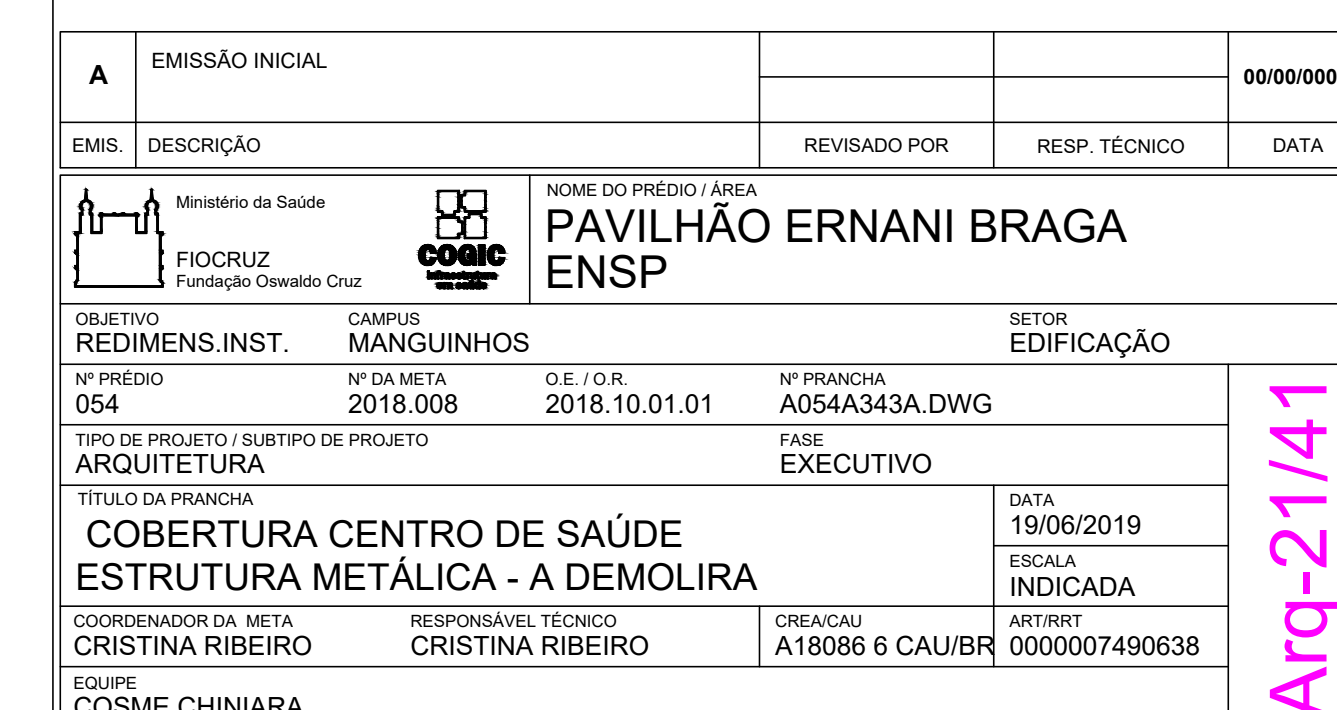 A
EMISSÃO INICIAL
00/00/000
EMIS.
DESCRIÇÃO
REVISADO POR
RESP. TÉCNICO
DATA
Ministério da Saúde
FIOCRUZ
Fundação Oswaldo Cruz
COGIC
infraestrutura
em saúde
NOME DO PRÉDIO / ÁREA
PAVILHÃO ERNANI BRAGA
ENSP
OBJETIVO
REDIMENS.INST.
CAMPUS
MANGUINHOS
SETOR
EDIFICAÇÃO
Nº PRÉDIO
054
Nº DA META
2018.008
O.E. / O.R.
2018.10.01.01
Nº PRANCHA
A054A343A.DWG
TIPO DE PROJETO / SUBTIPO DE PROJETO
ARQUITETURA
FASE
EXECUTIVO
TÍTULO DA PRANCHA
COBERTURA CENTRO DE SAÚDE
ESTRUTURA METÁLICA - A DEMOLIRA
DATA
19/06/2019
ESCALA
INDICADA
COORDENADOR DA META
CRISTINA RIBEIRO
RESPONSÁVEL TÉCNICO
CRISTINA RIBEIRO
CREA/CAU
A18086 6 CAU/BR
ART/RRT
0000007490638
EQUIPE
COSME CHINIARA
Arq-21/41